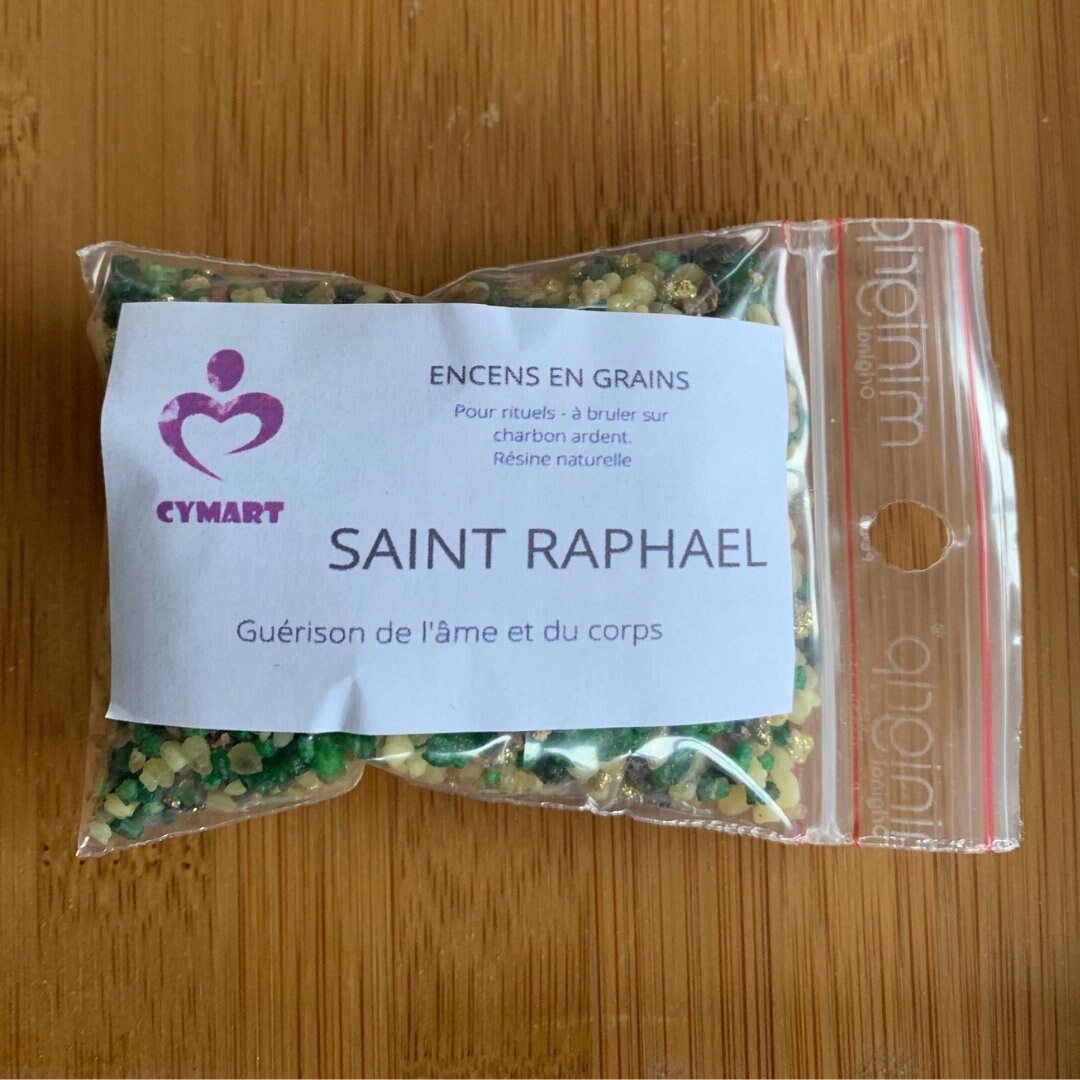 ENCENS EN GRAINS
Pour rituels - à bruler sur
charbon ardent.
Résine naturelle
CYMART
SAINT RAPHAEL
Guérison de l'âme et du corps